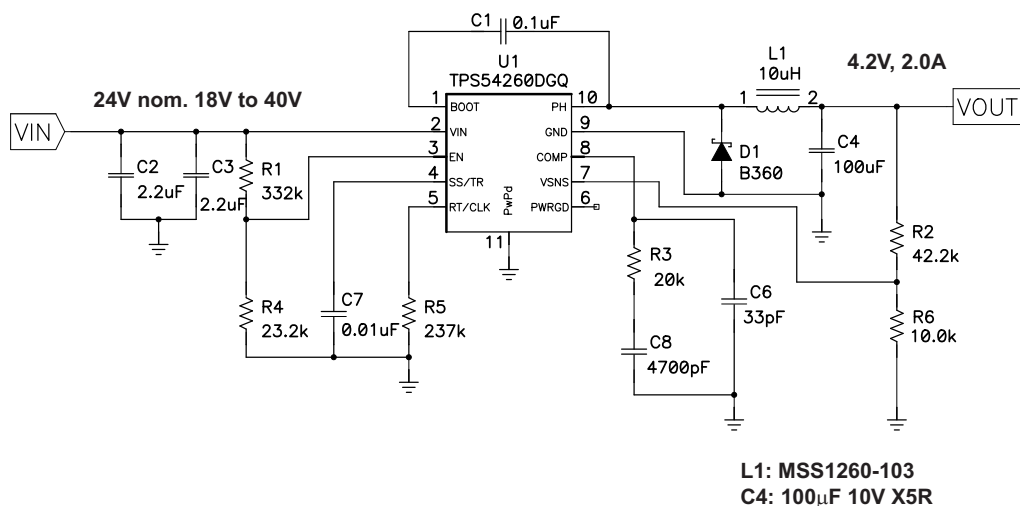 C1 0.1uF
U1
TPS54260DGQ
L1
10uH
4.2V, 2.0A
24V nom. 18V to 40V
1 BOOT PH 10
1 2
VOUT
VIN
2 VIN GND 9
3 EN COMP 8
4 SS/TR VSNS 7
5 RT/CLK PWRGD 6
PwPd
11
C2
2.2uF
C3
2.2uF
R1
332k
D1
B360
C4
100uF
R2
42.2k
R3
20k
C6
33pF
R4
23.2k
C7
0.01uF
R5
237k
R6
10.0k
C8
4700pF
L1: MSS1260-103
C4: 100µF 10V X5R